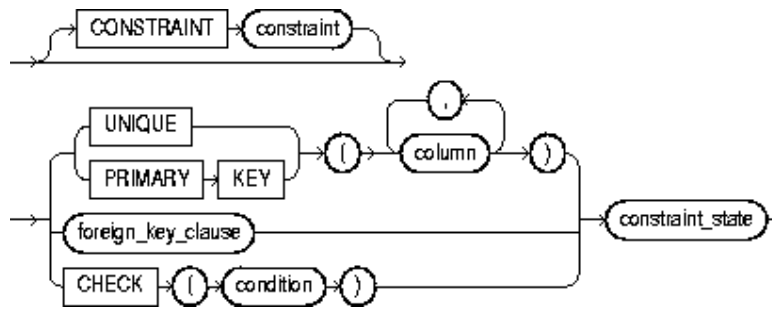 CONSTRAINT constraint
,
UNIQUE
( column )
PRIMARY KEY
constraint_state
foreign_key_clause
CHECK ( condition )